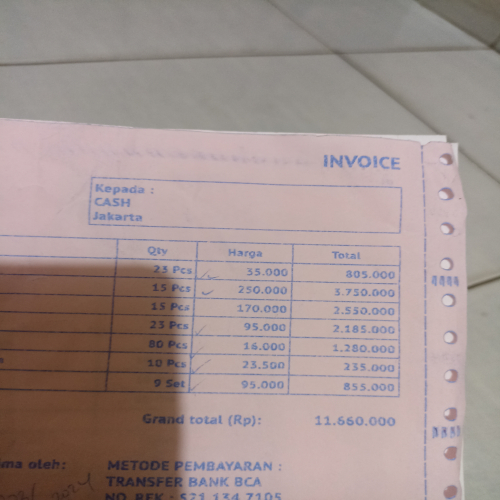 INVOICE
Kepada :
CASH
Jakarta
Qty Harga Total
23 Pcs 35.000 805.000
15 Pcs 250.000 3.750.000
15 Pcs 170.000 2.550.000
23 Pcs 95.000 2.185.000
80 Pcs 16.000 1.280.000
10 Pcs 23.500 235.000
9 Set 95.000 855.000
Grand total (Rp): 11.660.000
ima oleh: METODE PEMBAYARAN :
TRANSFER BANK BCA
NO. REK : 521 134 7105